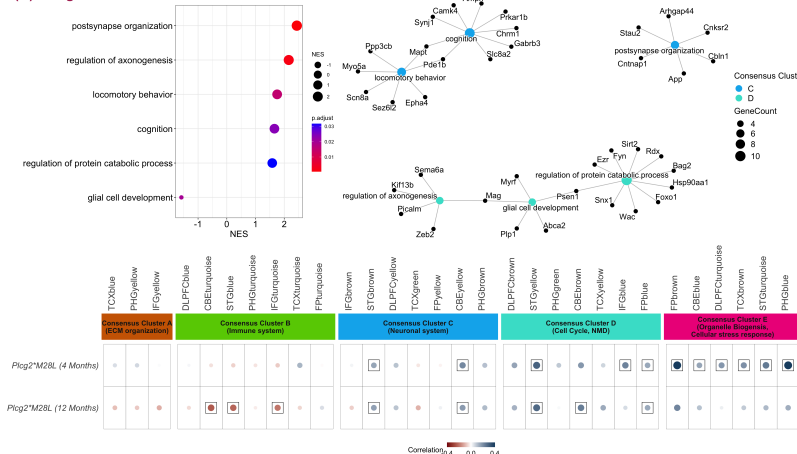 postsynapse organization
regulation of axonogenesis
locomotory behavior
cognition
regulation of protein catabolic process
glial cell development
-1 0 1 2
NES
NES
-1
0
1
2
p.adjust
0.03
0.02
0.01
Camk4
Synj1
Prkar1b
Chrm1
cognition
Gabrb3
Mapt
Slc8a2
Ppp3cb
Pde1b
Myo5a
locomotory behavior
Scn8a
Sez6l2
Epha4
Arhgap44
Stau2
Cnksr2
postsynapse organization
Cntnap1
Cbln1
App
Consensus Clust
C
D
GeneCount
4
6
8
10
Sema6a
Kif13b
regulation of axonogenesis
Picalm
Zeb2
Mag
Myrf
glial cell development
Plp1
Abca2
Psen1
Ezr
Fyn
Sirt2
Rdx
Bag2
regulation of protein catabolic process
Hsp90aa1
Foxo1
Snx1
Wac
TCXblue
PHGyellow
IFGyellow
DLPFCblue
CBEturquoise
STGblue
PHGturquoise
IFGturquoise
TCXturquoise
FPturquoise
IFGbrown
STGbrown
DLPFCyellow
TCXgreen
FPyellow
CBEyellow
PHGbrown
DLPFCbrown
STGyellow
PHGgreen
CBEbrown
TCXyellow
IFGblue
FPblue
FPbrown
CBEblue
DLPFCturquoise
TCXbrown
STGturquoise
PHGblue
Consensus Cluster A
(ECM organization)
Consensus Cluster B
(Immune system)
Consensus Cluster C
(Neuronal system)
Consensus Cluster D
(Cell Cycle, NMD)
Consensus Cluster E
(Organelle Biogensis,
Cellular stress response)
Plcg2*M28L (4 Months)
Plcg2*M28L (12 Months)
Correlation
-0.4 0.0 0.4